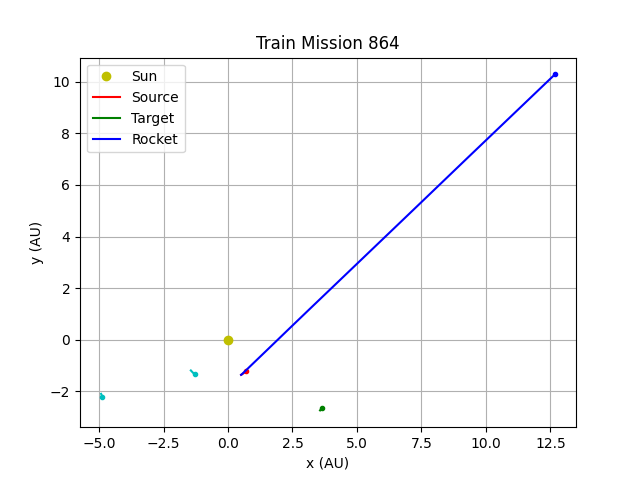 Train Mission 864
Sun
Source
Target
Rocket
10
8
6
4
2
0
−2
y (AU)
−5.0 −2.5 0.0 2.5 5.0 7.5 10.0 12.5
x (AU)